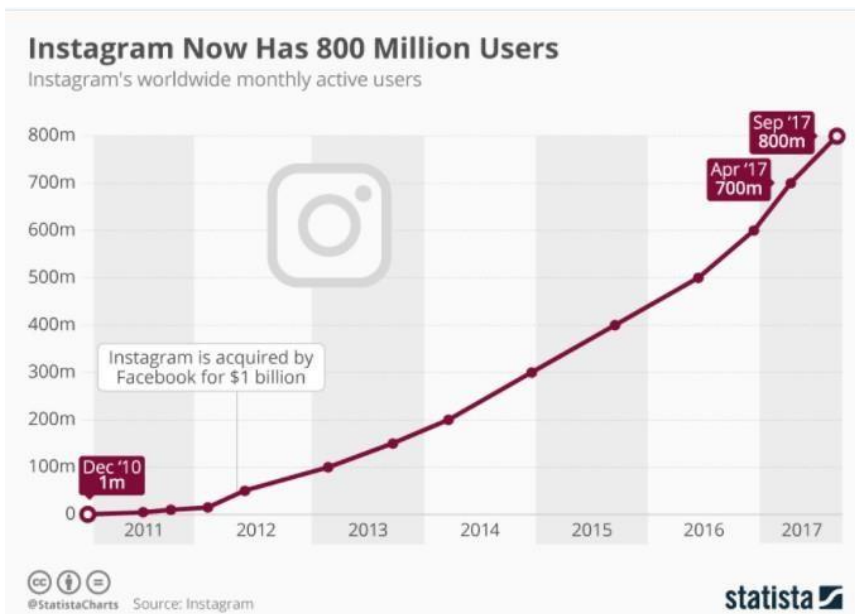 Instagram Now Has 800 Million Users
Instagram's worldwide monthly active users
800m
700m
600m
500m
400m
300m
200m
100m
0
Sep '17
800m
Apr '17
700m
Instagram is acquired by
Facebook for $1 billion
Dec '10
1m
2011 2012 2013 2014 2015 2016 2017
cc
@StatistaCharts Source: Instagram
statista